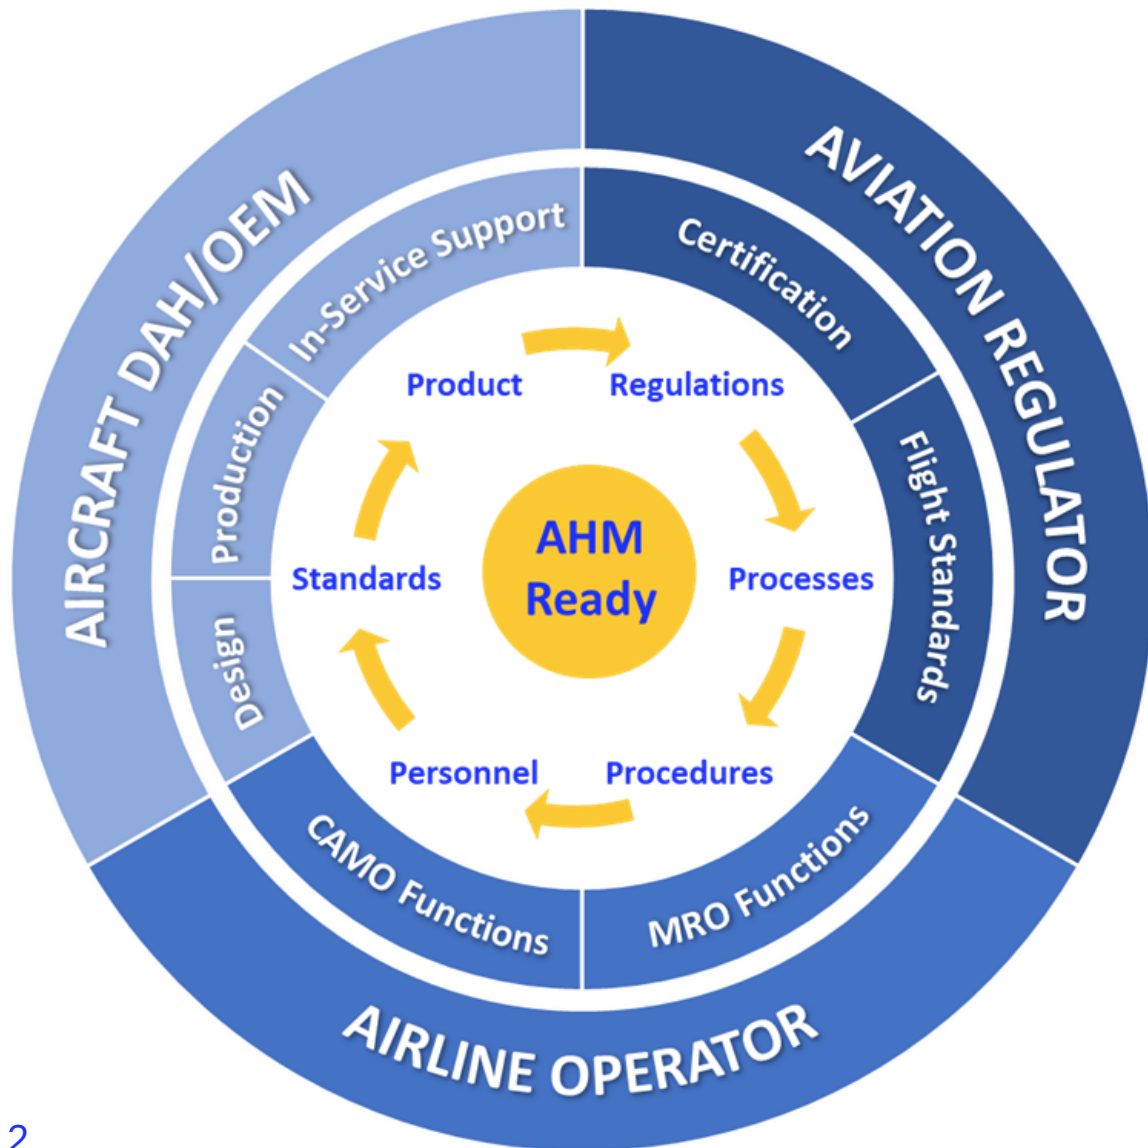 AIRCRAFT DAH/OEM
AVIATION REGULATOR
AIRLINE OPERATOR
In-Service Support
Production
Design
Certification
Flight Standards
MRO Functions
CAMO Functions
Product
Regulations
Processes
Procedures
Personnel
Standards
AHM
Ready
2